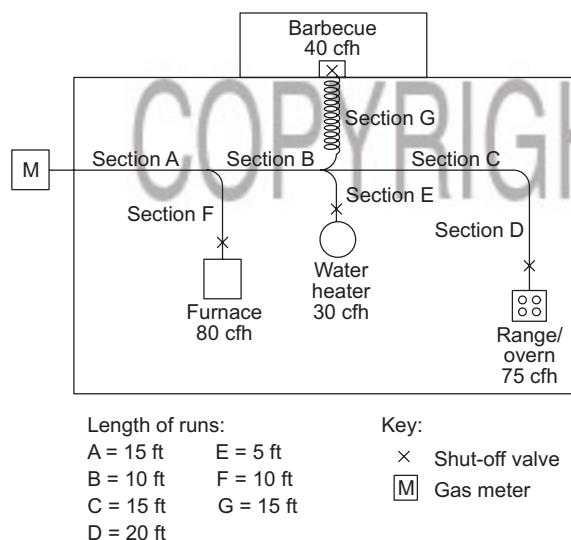 Barbecue
40 cfh
COPYRIGH
Section G
M
Section A
Section B
Section C
Section E
Section F
Section D
Furnace
80 cfh
Water
heater
30 cfh
Range/
overn
75 cfh
Length of runs:
A = 15 ft
E = 5 ft
B = 10 ft
F = 10 ft
C = 15 ft
G = 15 ft
D = 20 ft
Key:
Shut-off valve
M Gas meter